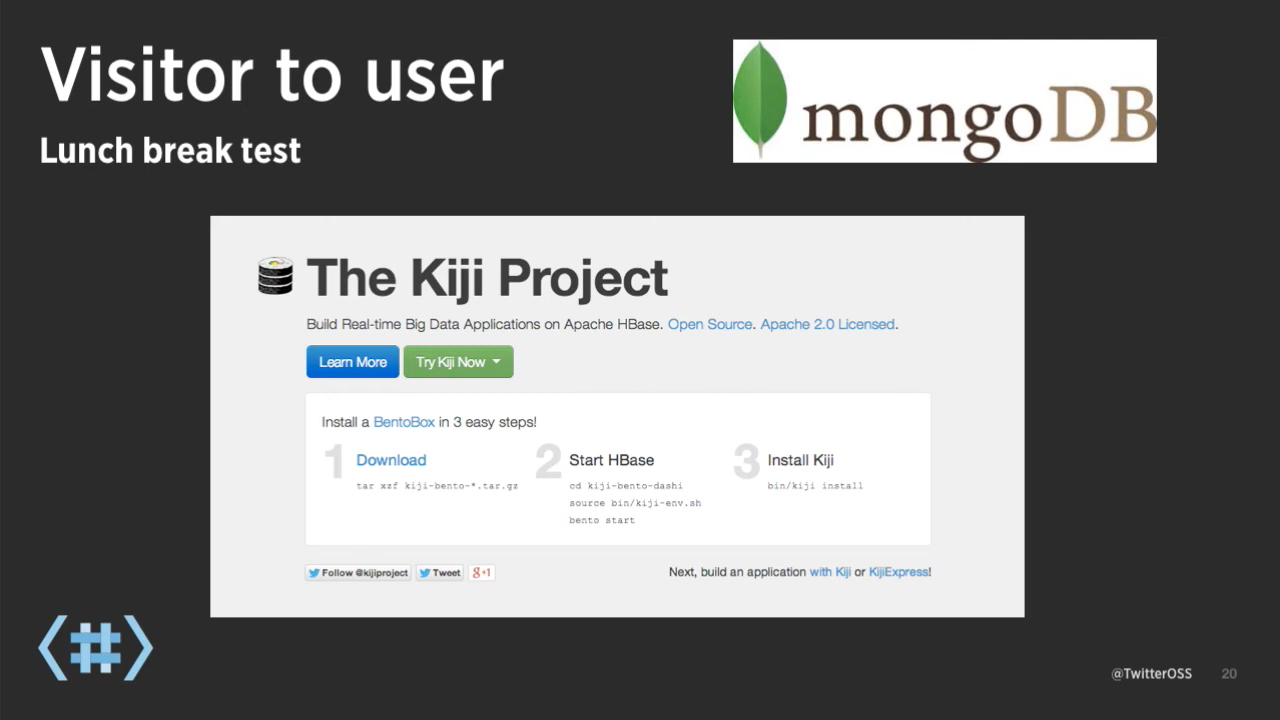 Visitor to user
Lunch break test
mongoDB
The Kiji Project
Build Real-time Big Data Applications on Apache HBase. Open Source. Apache 2.0 Licensed.
Learn More
Try Kiji Now
Install a BentoBox in 3 easy steps!
1 Download
tar xzf kiji-bento-*.tar.gz
2 Start HBase
cd kiji-bento-dashi
source bin/kiji-env.sh
bento start
3 Install Kiji
bin/kiji install
Follow @kijiproject
Tweet
g+1
Next, build an application with Kiji or KijiExpress!
@TwitterOSS
20